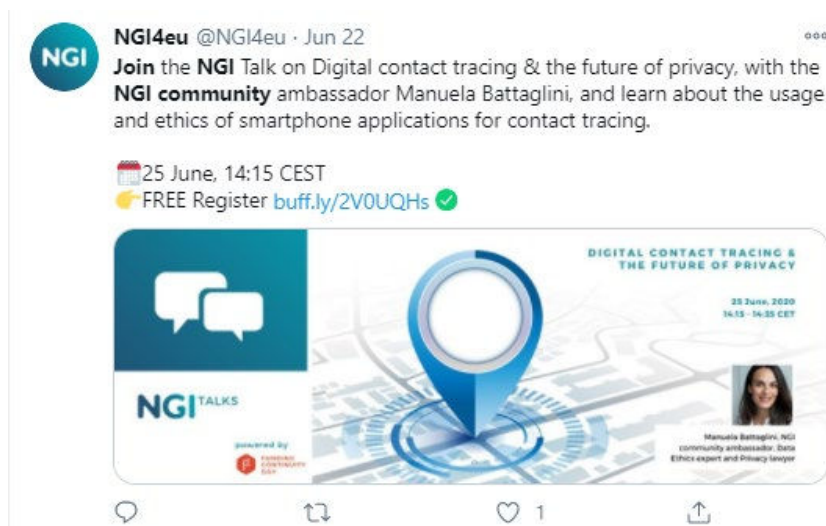 NGI
NGI4eu @NGI4eu · Jun 22
Join the NGI Talk on Digital contact tracing & the future of privacy, with the
NGI community ambassador Manuela Battaglini, and learn about the usage
and ethics of smartphone applications for contact tracing.
25 June, 14:15 CEST
FREE Register buff.ly/2V0UQHs
DIGITAL CONTACT TRACING &
THE FUTURE OF PRIVACY
25 June, 2020
14:15 - 14:35 CET
NGI TALKS
powered by
FUNDING
CONTINUITY
DAY
Manuela Battaglini, NGI
community ambassador, Data
Ethics expert and Privacy lawyer
1